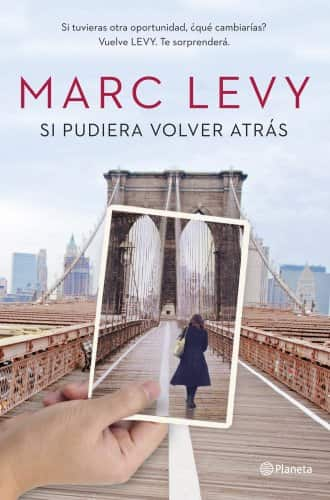 Si tuvieras otra oportunidad, ¿qué cambiarías?
Vuelve LEVY. Te sorprenderá.
MARC LEVY
SI PUDIERA VOLVER ATRÁS
Planeta